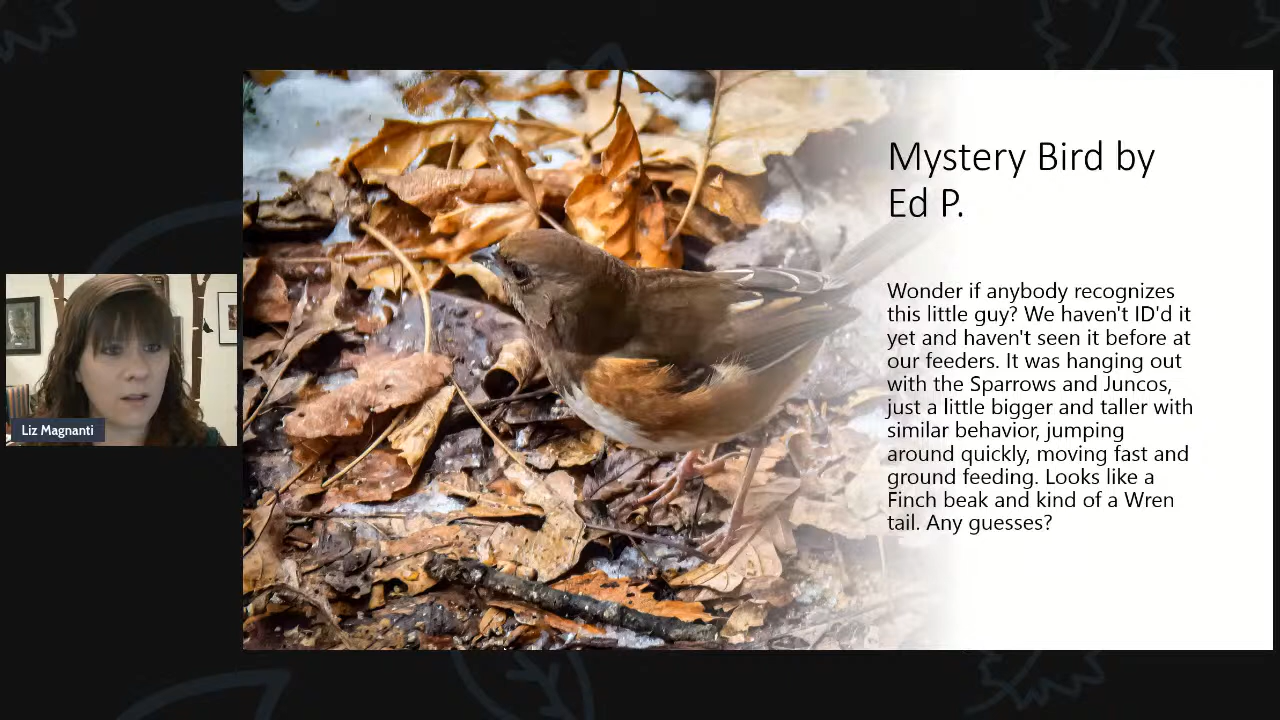 Mystery Bird by
Ed P.
Wonder if anybody recognizes
this little guy? We haven't ID'd it
yet and haven't seen it before at
our feeders. It was hanging out
with the Sparrows and Juncos,
just a little bigger and taller with
similar behavior, jumping
around quickly, moving fast and
ground feeding. Looks like a
Finch beak and kind of a Wren
tail. Any guesses?
Liz Magnanti